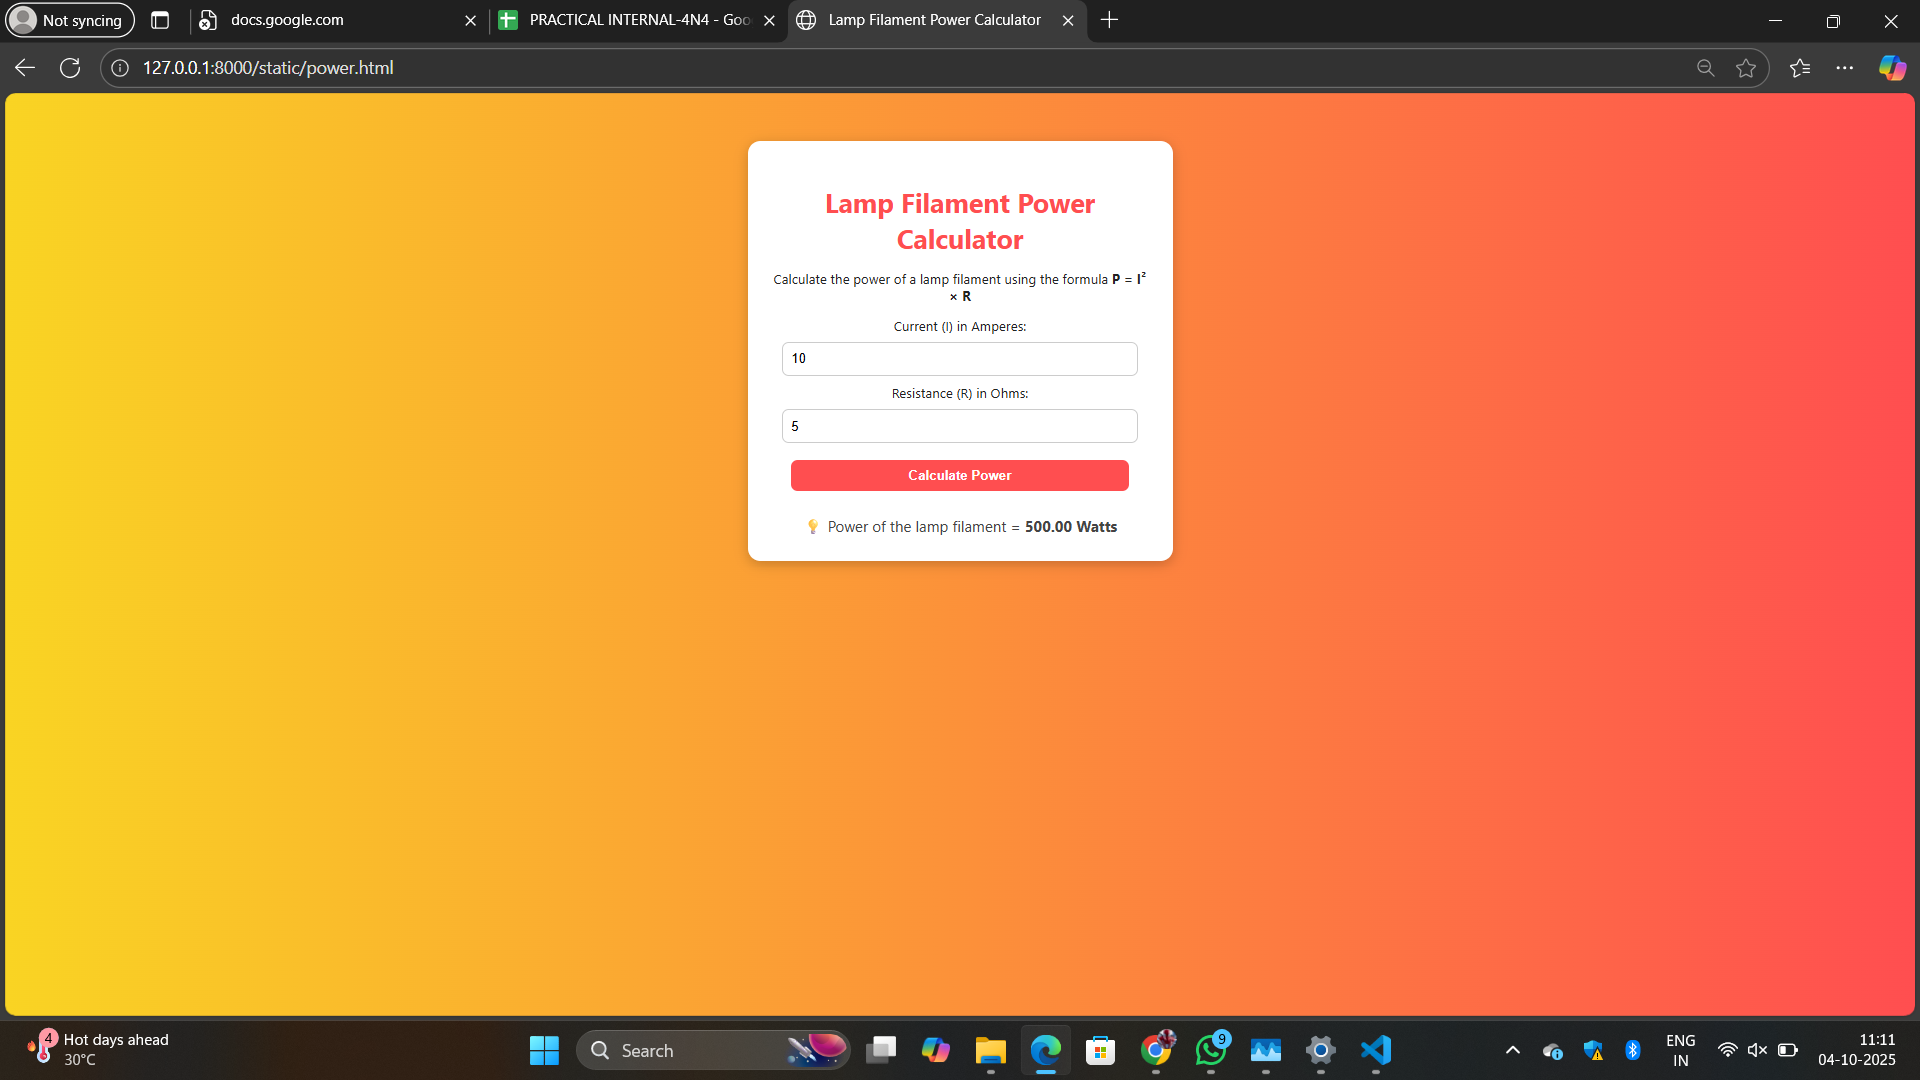 Not syncing
docs.google.com
PRACTICAL INTERNAL-4N4 - Goo
Lamp Filament Power Calculator
127.0.0.1:8000/static/power.html
Lamp Filament Power
Calculator
Calculate the power of a lamp filament using the formula P = I²
× R
Current (I) in Amperes:
10
Resistance (R) in Ohms:
5
Calculate Power
💡 Power of the lamp filament = 500.00 Watts
4
Hot days ahead
30°C
Search
9
ENG
IN
11:11
04-10-2025